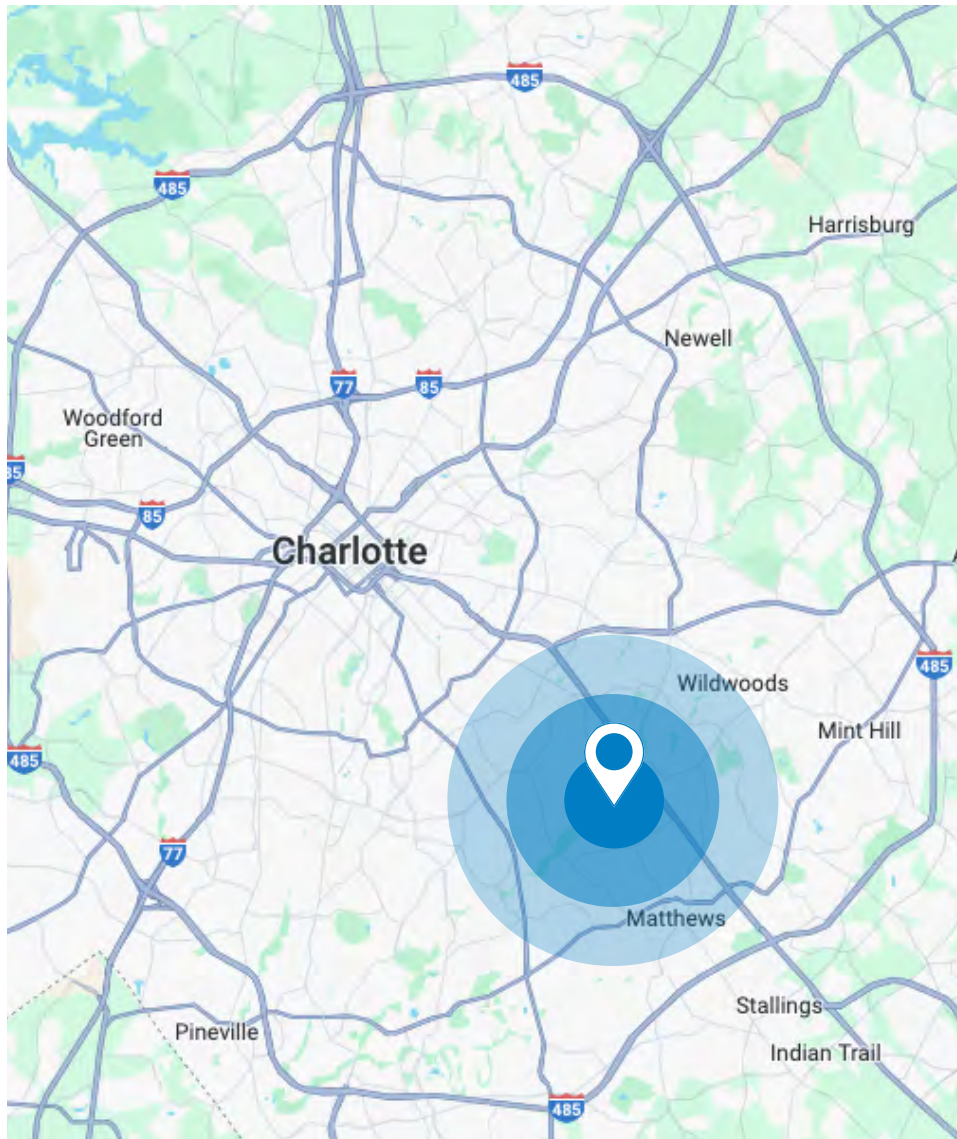 485
485
Harrisburg
Newell
77
85
Woodford
Green
85
Charlotte
485
Wildwoods
Mint Hill
485
77
Matthews
Stallings
Pineville
Indian Trail
485